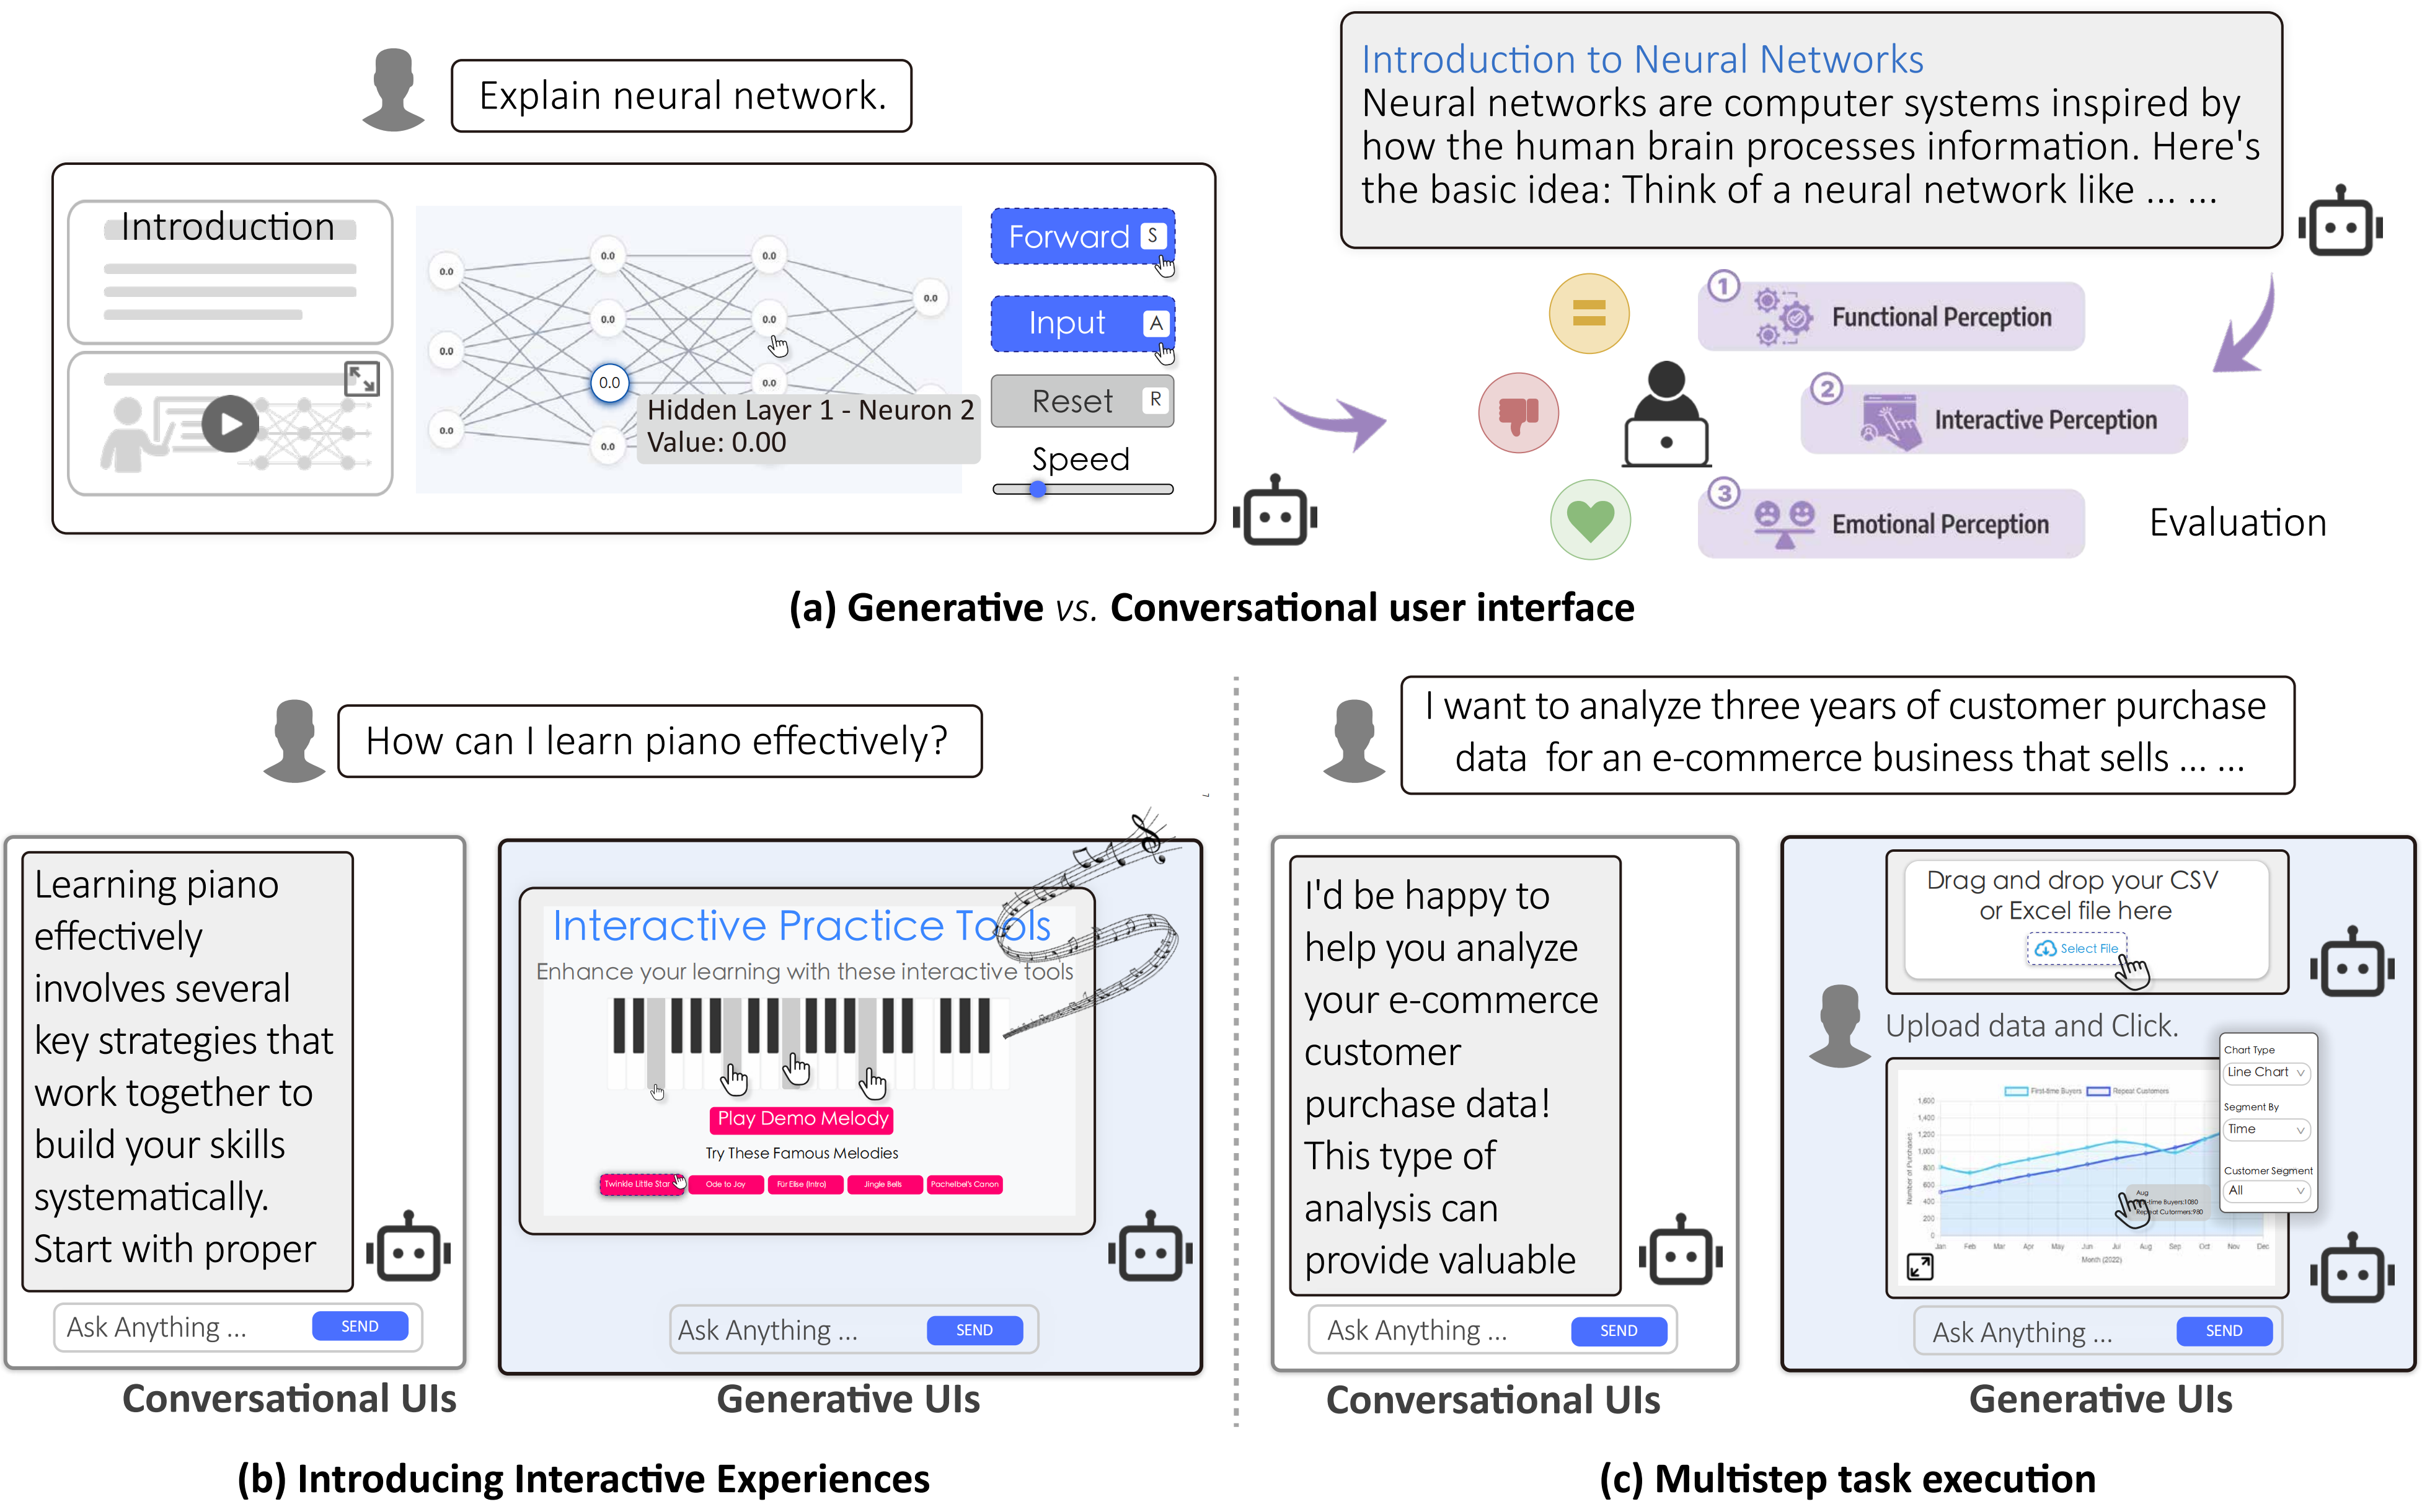 Explain neural network.
Introduction
0.0
0.0
0.0
0.0
0.0
0.0
0.0
0.0
0.0
0.0
0.0
0.0
Hidden Layer 1 - Neuron 2
Value: 0.00
Forward S
Input A
Reset R
Speed
Introduction to Neural Networks
Neural networks are computer systems inspired by
how the human brain processes information. Here's
the basic idea: Think of a neural network like ... ...
1 Functional Perception
2 Interactive Perception
3 Emotional Perception
Evaluation
(a) Generative vs. Conversational user interface
How can I learn piano effectively?
Learning piano
effectively
involves several
key strategies that
work together to
build your skills
systematically.
Start with proper
Ask Anything ... SEND
Conversational UIs
Interactive Practice Tools
Enhance your learning with these interactive tools
Play Demo Melody
Try These Famous Melodies
Twinkle Little Star Ode to Joy Für Elise (Intro) Jingle Bells Pachelbel's Canon
Ask Anything ... SEND
Generative UIs
(b) Introducing Interactive Experiences
I want to analyze three years of customer purchase
data for an e-commerce business that sells ... ...
I'd be happy to
help you analyze
your e-commerce
customer
purchase data!
This type of
analysis can
provide valuable
Ask Anything ... SEND
Conversational UIs
Drag and drop your CSV
or Excel file here
Select File
Upload data and Click.
Chart Type
Line Chart
Segment By
Time
Customer Segment
All
First-time Buyers Repeat Customers
Number of Purchases
1,600
1,400
1,200
1,000
800
600
400
200
0
Aug
Buyers:1080
Cutormers:980
Jan Feb Mar Apr May Jun Jul Aug Sep Oct Nov Dec
Month (2022)
Ask Anything ... SEND
Generative UIs
(c) Multistep task execution